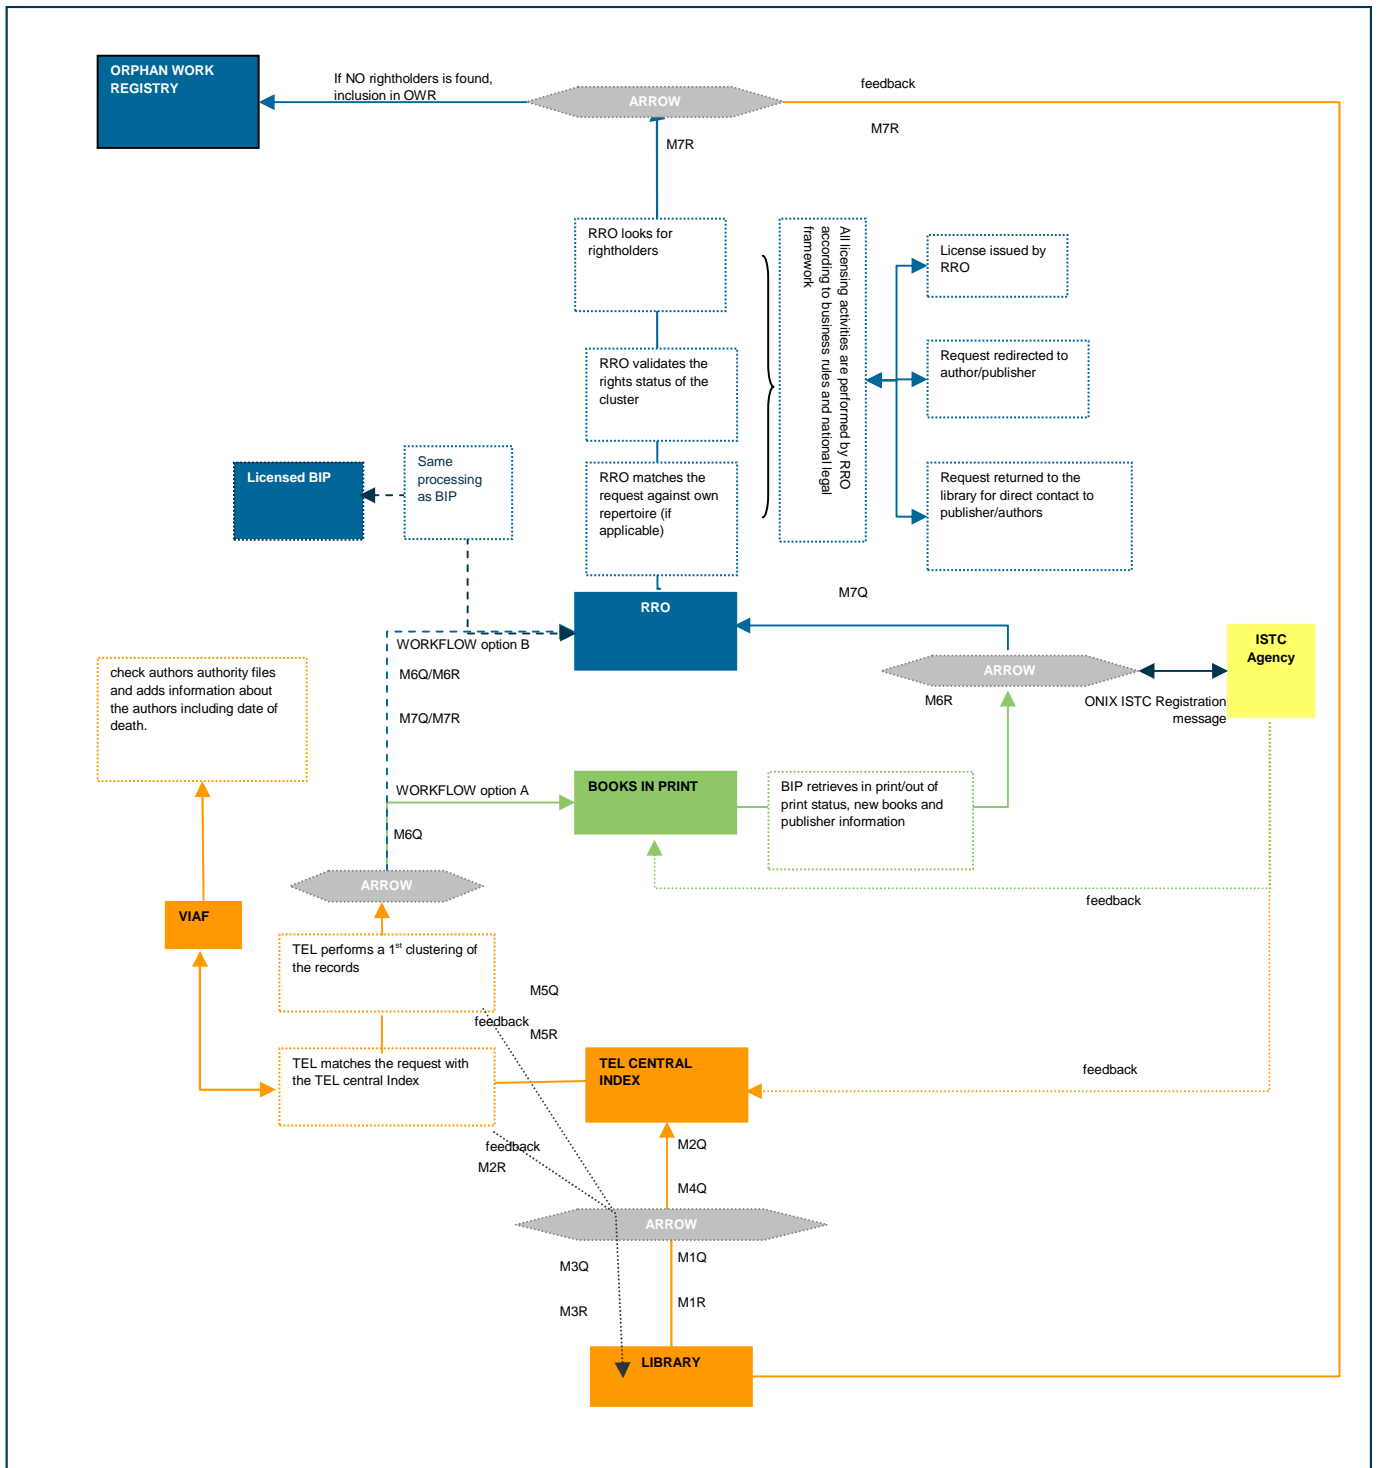 ORPHAN WORK
REGISTRY
If NO rightholders is found,
inclusion in OWR
ARROW
feedback
M7R
M7R
RRO looks for
rightholders
All licensing activities are performed by RRO
according to business rules and national legal
framework
License issued by
RRO
RRO validates the
rights status of the
cluster
Request redirected to
author/publisher
Licensed BIP
Same
processing
as BIP
RRO matches the
request against own
repertoire (if
applicable)
Request returned to the
library for direct contact to
publisher/authors
M7Q
RRO
WORKFLOW option B
M6Q/M6R
M7Q/M7R
ISTC
Agency
ARROW
M6R
ONIX ISTC Registration
message
check authors authority files
and adds information about
the authors including date of
death.
WORKFLOW option A
M6Q
BOOKS IN PRINT
BIP retrieves in print/out of
print status, new books and
publisher information
ARROW
feedback
VIAF
TEL performs a 1st clustering of
the records
M5Q
feedback
M5R
TEL matches the request with
the TEL central Index
TEL CENTRAL
INDEX
feedback
feedback
M2R
M2Q
M4Q
ARROW
M3Q
M3R
M1Q
M1R
LIBRARY